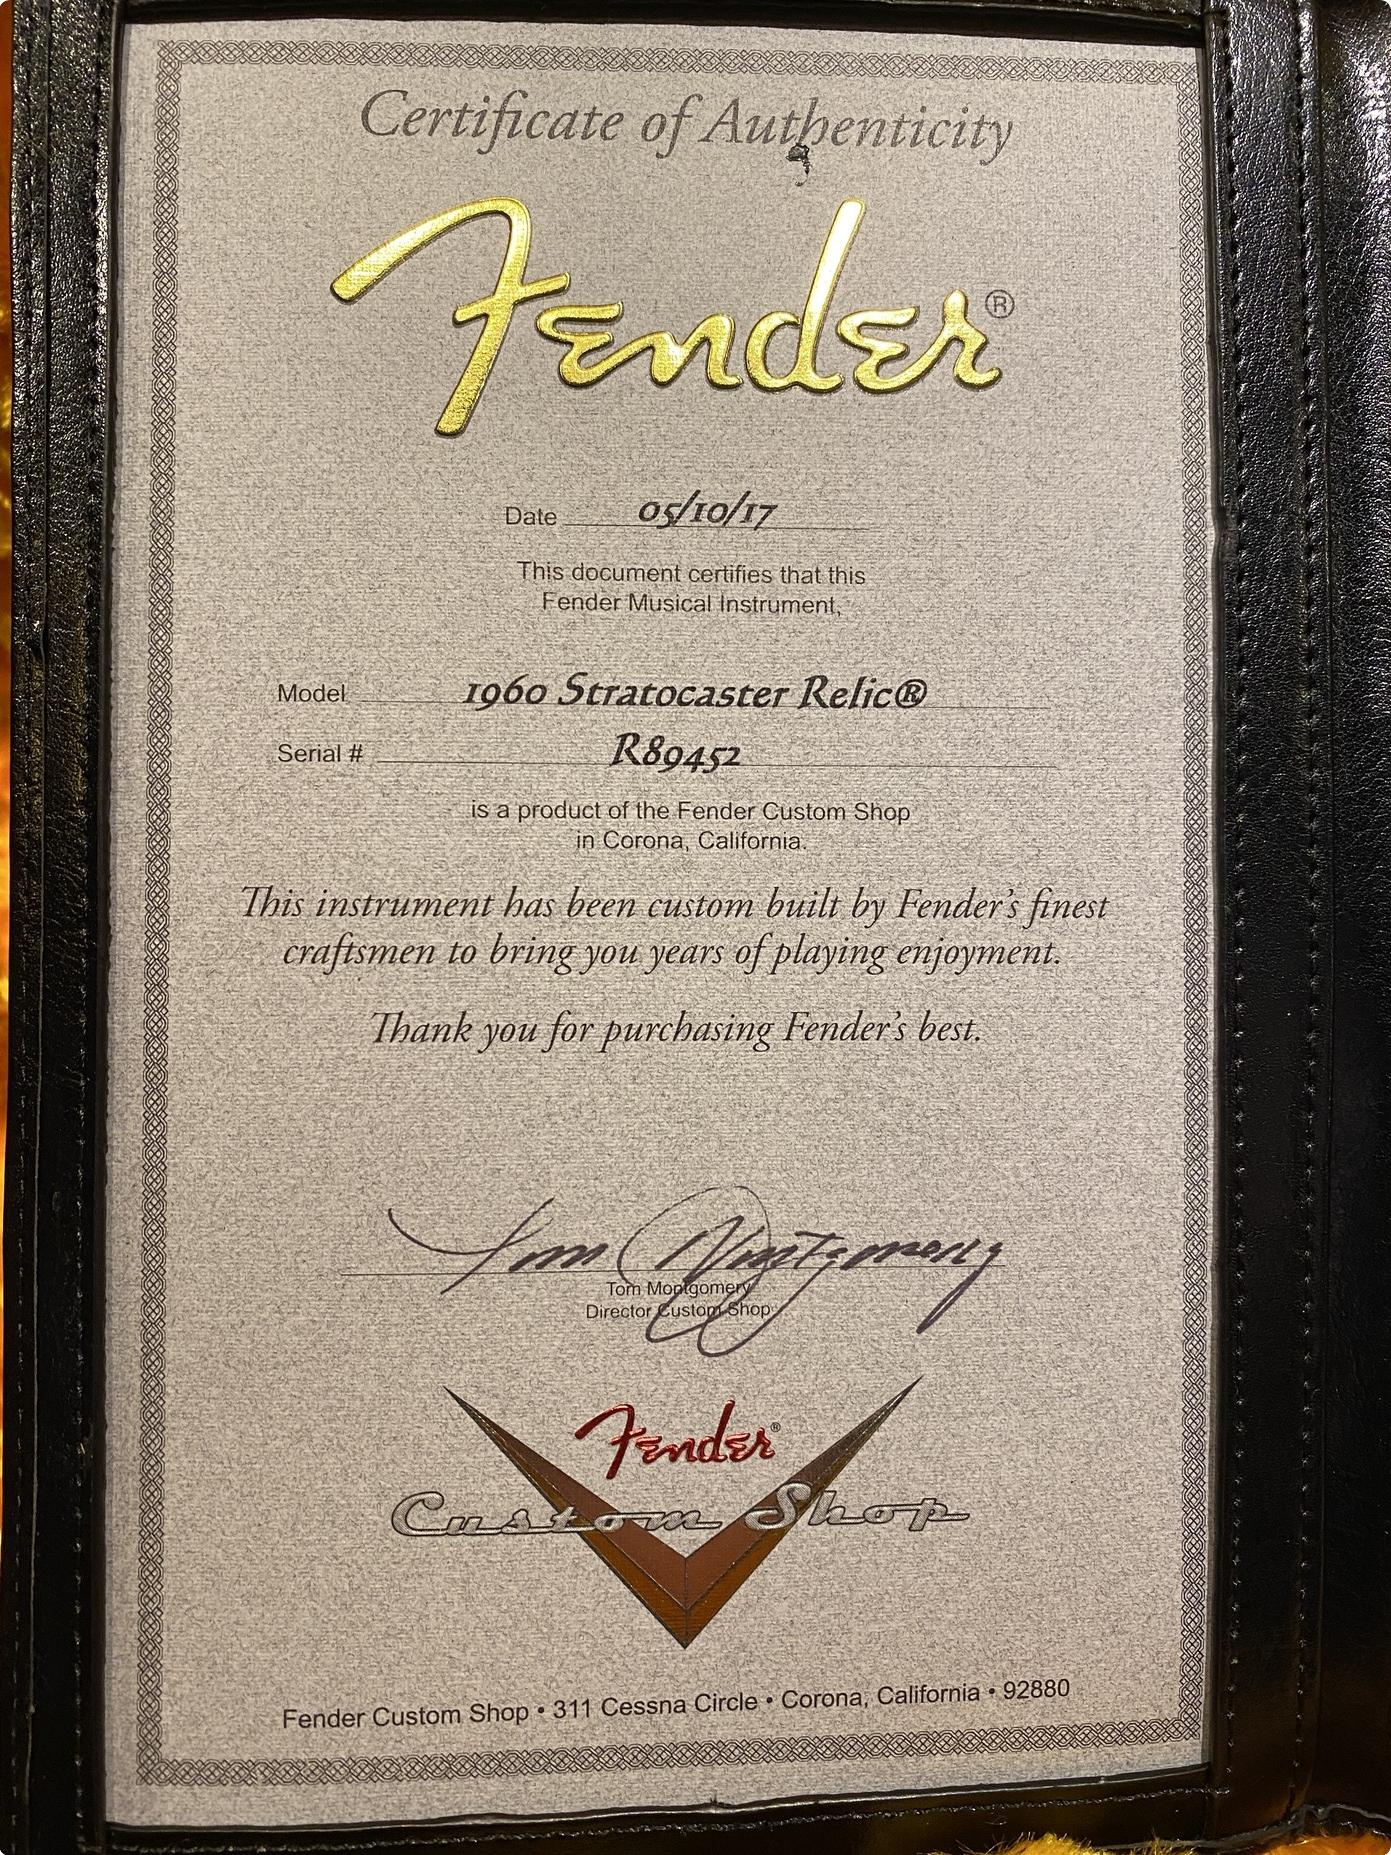 Certificate of Authenticity
Fender®
Date 05/10/17
This document certifies that this
Fender Musical Instrument,
Model 1960 Stratocaster Relic®
Serial # R89452
is a product of the Fender Custom Shop
in Corona, California.
This instrument has been custom built by Fender's finest
craftsmen to bring you years of playing enjoyment.
Thank you for purchasing Fender's best.
Tom Montgomery
Tom Montgomery
Director Custom Shop
Fender®
Custom Shop
Fender Custom Shop • 311 Cessna Circle • Corona, California • 92880